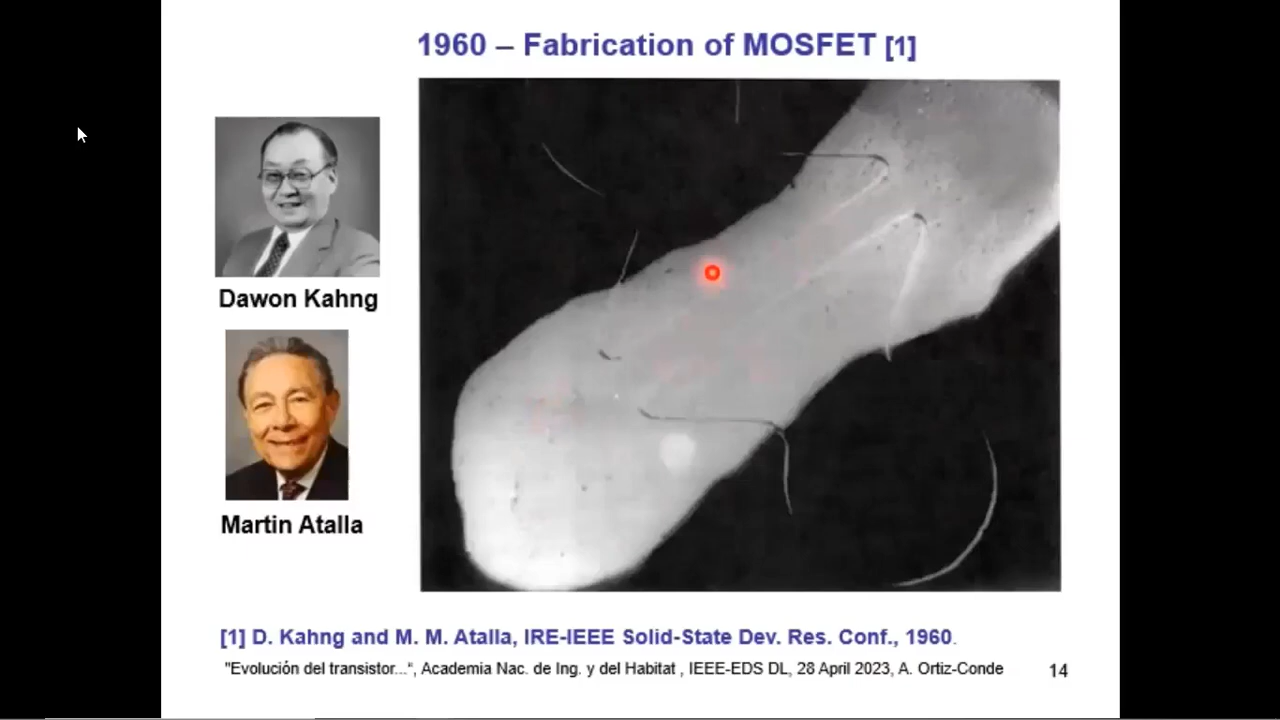 1960 – Fabrication of MOSFET [1]
Dawon Kahng
Martin Atalla
[1] D. Kahng and M. M. Atalla, IRE-IEEE Solid-State Dev. Res. Conf., 1960.
"Evolución del transistor...“, Academia Nac. de Ing. y del Habitat , IEEE-EDS DL, 28 April 2023, A. Ortiz-Conde
14